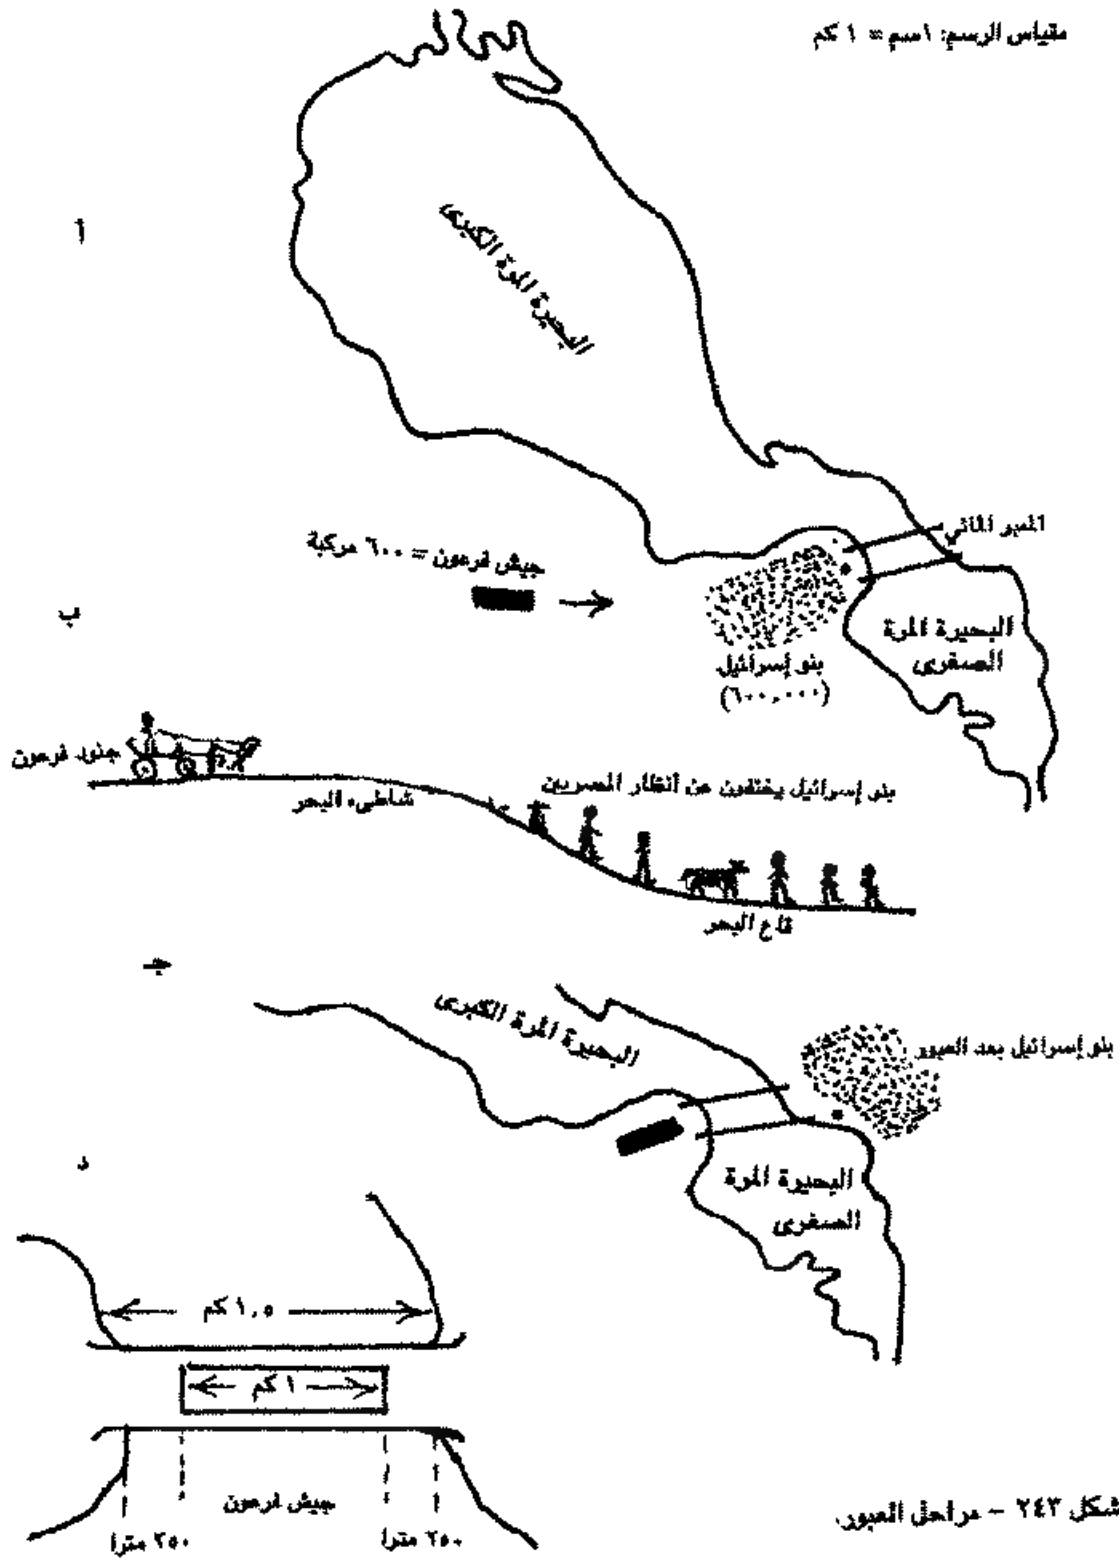 مقياس الرسم: ١سم = ١ كم
أ
البحيرة المرة الكبرى
المعبر المائي
جيش فرعون = ٦٠٠ مركبة
البحيرة المرة
الصغرى
بنو إسرائيل
(٦٠٠,٠٠٠)
ب
جنود فرعون
شاطىء البحر
بنو إسرائيل يختفون عن أنظار المصريين
قاع البحر
جـ
البحيرة المرة الكبرى
بنو إسرائيل بعد العبور
البحيرة المرة
الصغرى
د
١,٥ كم
١ كم
جيش فرعون
٢٥٠ مترا
٢٥٠ مترا
شكل ٢٤٣ - مراحل العبور.